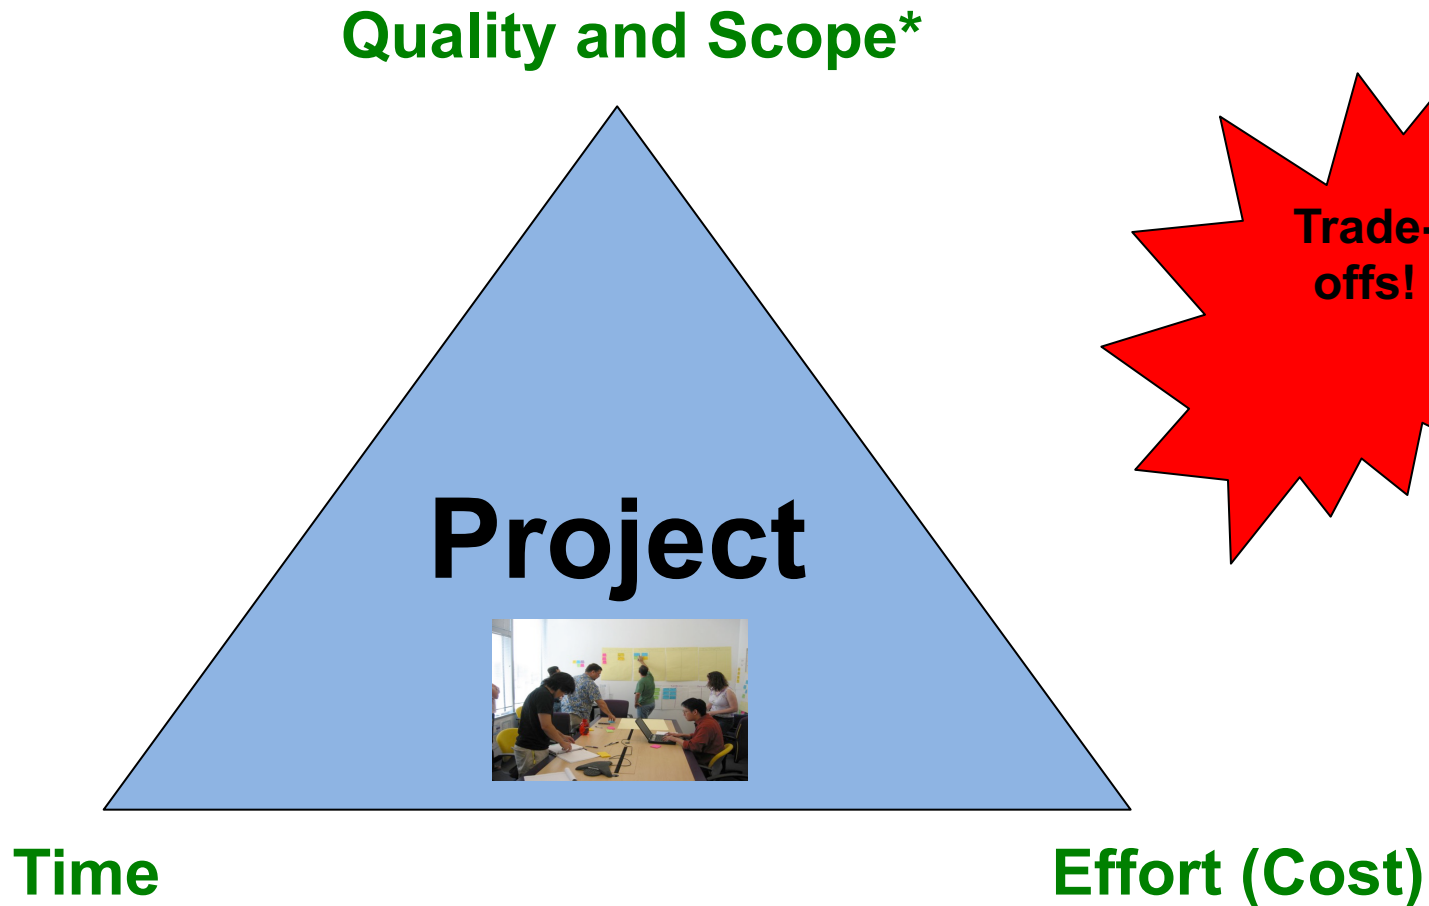 Quality and Scope*
Trade-
offs!
Project
Time
Effort (Cost)